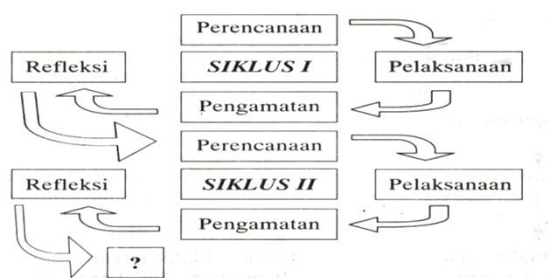 Perencanaan
Refleksi
SIKLUS I
Pelaksanaan
Pengamatan
Perencanaan
Refleksi
SIKLUS II
Pelaksanaan
Pengamatan
?